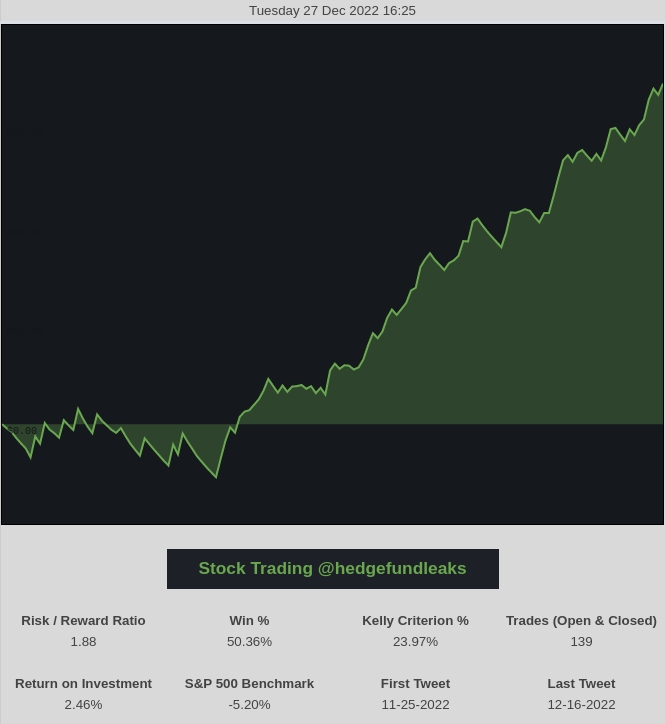 Tuesday 27 Dec 2022 16:25
Stock Trading @hedgefundleaks
Risk / Reward Ratio Win % Kelly Criterion % Trades (Open & Closed)
1.88 50.36% 23.97% 139
Return on Investment S&P 500 Benchmark First Tweet Last Tweet
2.46% -5.20% 11-25-2022 12-16-2022